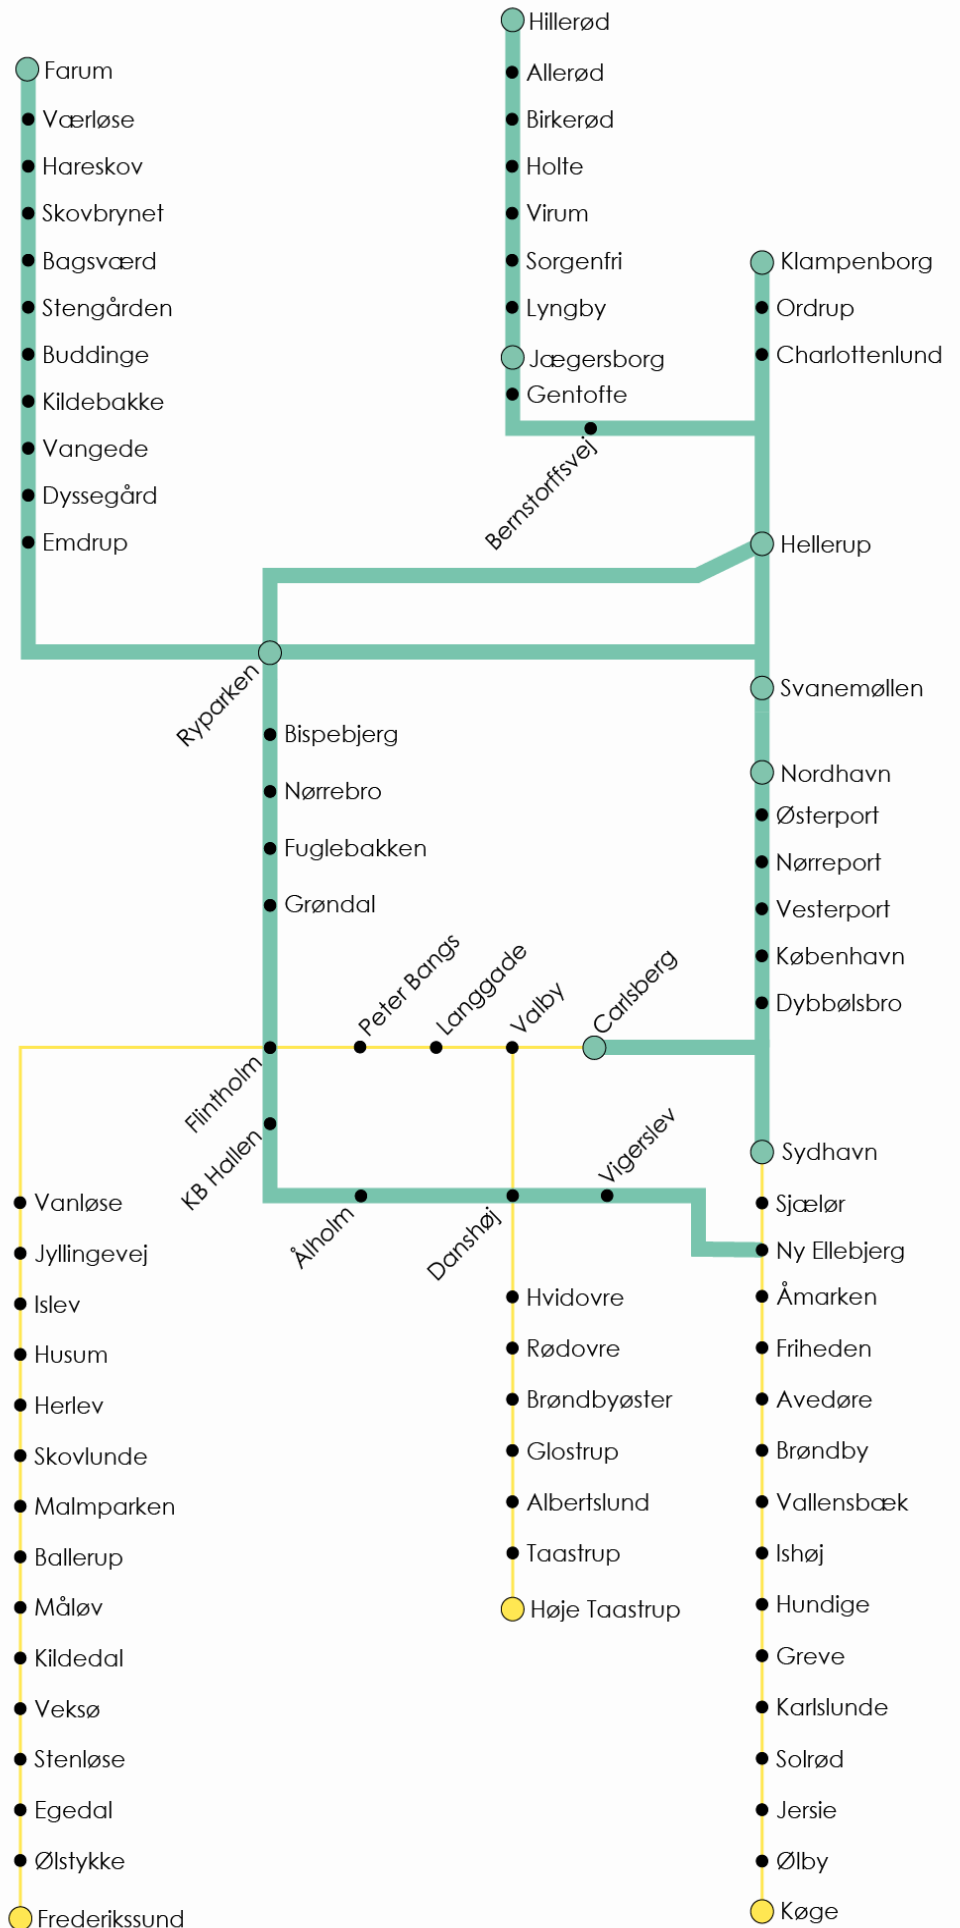 Farum
Værløse
Hareskov
Skovbrynet
Bagsværd
Stengården
Buddinge
Kildebakke
Vangede
Dyssegård
Emdrup
Hillerød
Allerød
Birkerød
Holte
Virum
Sorgenfri
Lyngby
Jægersborg
Gentofte
Bernstorffsvej
Klampenborg
Ordrup
Charlottenlund
Hellerup
Ryparken
Bispebjerg
Nørrebro
Fuglebakken
Grøndal
Svanemøllen
Nordhavn
Østerport
Nørreport
Vesterport
København
Dybbølsbro
Flintholm
Peter Bangs
Langgade
Valby
Carlsberg
KB Hallen
Ålholm
Danshøj
Vigerslev
Sydhavn
Sjælør
Ny Ellebjerg
Åmarken
Friheden
Avedøre
Brøndby
Vallensbæk
Ishøj
Hundige
Greve
Karlslunde
Solrød
Jersie
Ølby
Køge
Hvidovre
Rødovre
Brøndbyøster
Glostrup
Albertslund
Taastrup
Høje Taastrup
Vanløse
Jyllingevej
Islev
Husum
Herlev
Skovlunde
Malmparken
Ballerup
Måløv
Kildedal
Veksø
Stenløse
Egedal
Ølstykke
Frederikssund